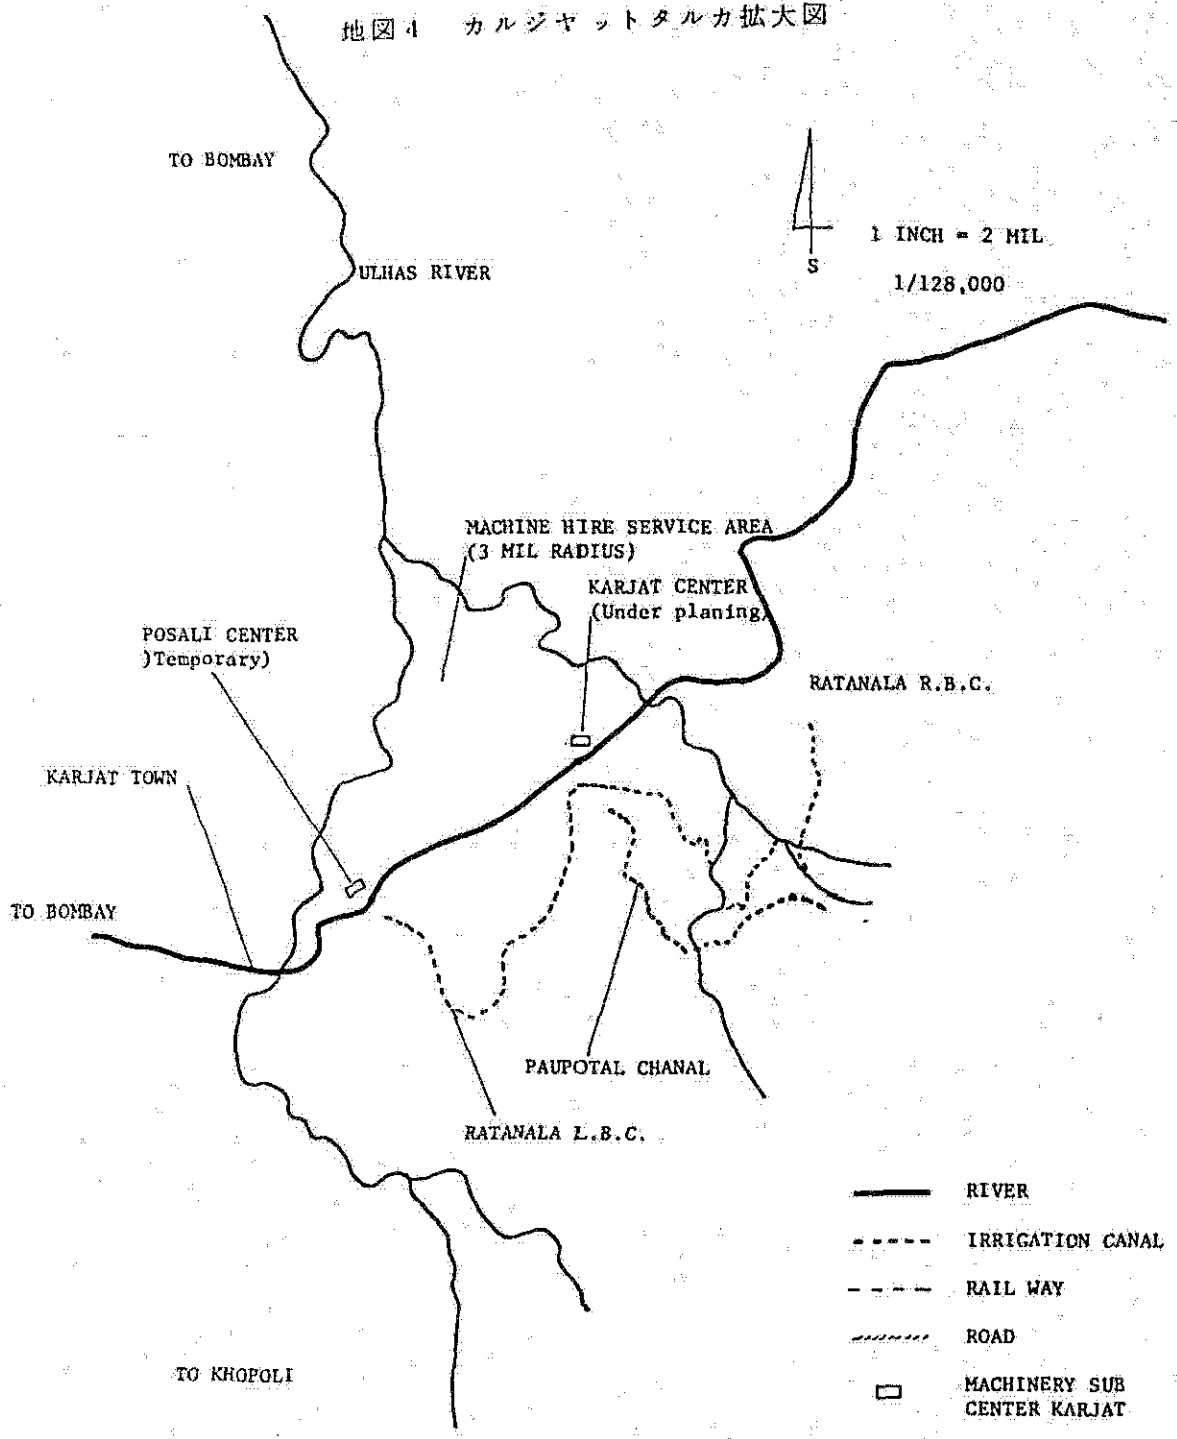 地図4 カルジャットタルカ拡大図
TO BOMBAY
1 INCH = 2 MIL
S
ULHAS RIVER
1/128,000
MACHINE HIRE SERVICE AREA
(3 MIL RADIUS)
KARJAT CENTER
(Under planing)
POSALI CENTER
)Temporary)
RATANALA R.B.C.
KARJAT TOWN
TO BOMBAY
PAUPOTAL CHANAL
RATANALA L.B.C.
RIVER
IRRIGATION CANAL
RAIL WAY
ROAD
TO KHOPOLI
MACHINERY SUB
CENTER KARJAT